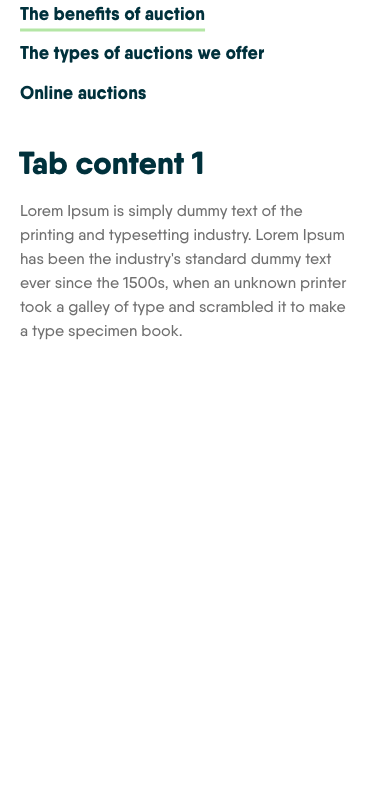 The benefits of auction
The types of auctions we offer
Online auctions
Tab content 1
Lorem Ipsum is simply dummy text of the
printing and typesetting industry. Lorem Ipsum
has been the industry's standard dummy text
ever since the 1500s, when an unknown printer
took a galley of type and scrambled it to make
a type specimen book.